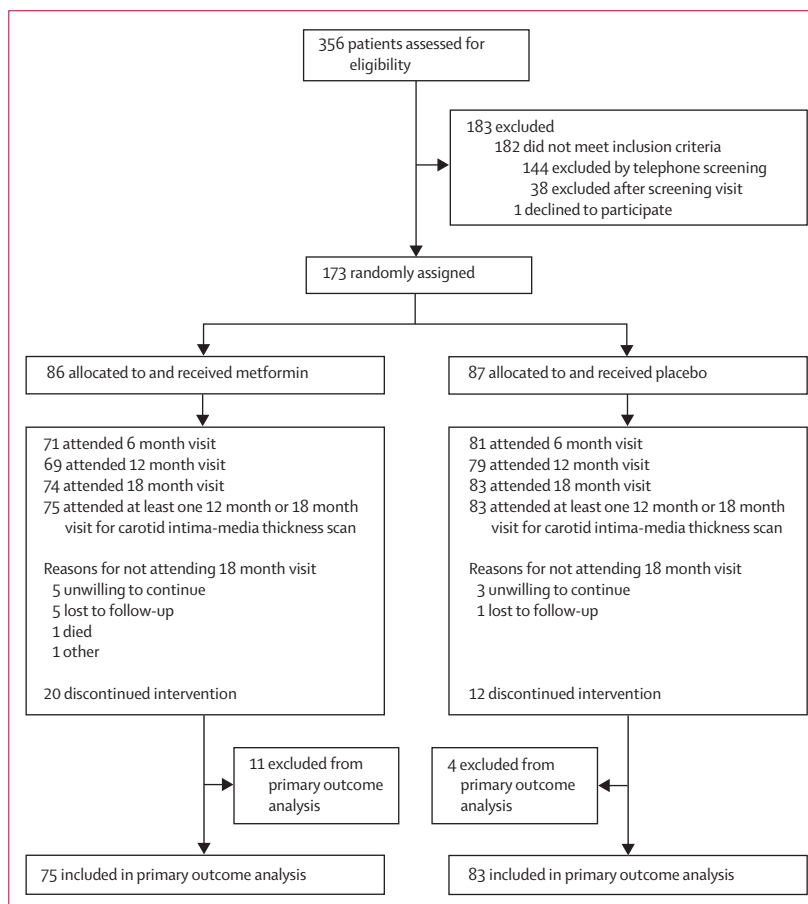 356 patients assessed for
eligibility
183 excluded
182 did not meet inclusion criteria
144 excluded by telephone screening
38 excluded after screening visit
1 declined to participate
173 randomly assigned
86 allocated to and received metformin
87 allocated to and received placebo
71 attended 6 month visit
69 attended 12 month visit
74 attended 18 month visit
75 attended at least one 12 month or 18 month
visit for carotid intima-media thickness scan
Reasons for not attending 18 month visit
5 unwilling to continue
5 lost to follow-up
1 died
1 other
20 discontinued intervention
81 attended 6 month visit
79 attended 12 month visit
83 attended 18 month visit
83 attended at least one 12 month or 18 month
visit for carotid intima-media thickness scan
Reasons for not attending 18 month visit
3 unwilling to continue
1 lost to follow-up
12 discontinued intervention
11 excluded from
primary outcome
analysis
4 excluded from
primary outcome
analysis
75 included in primary outcome analysis
83 included in primary outcome analysis